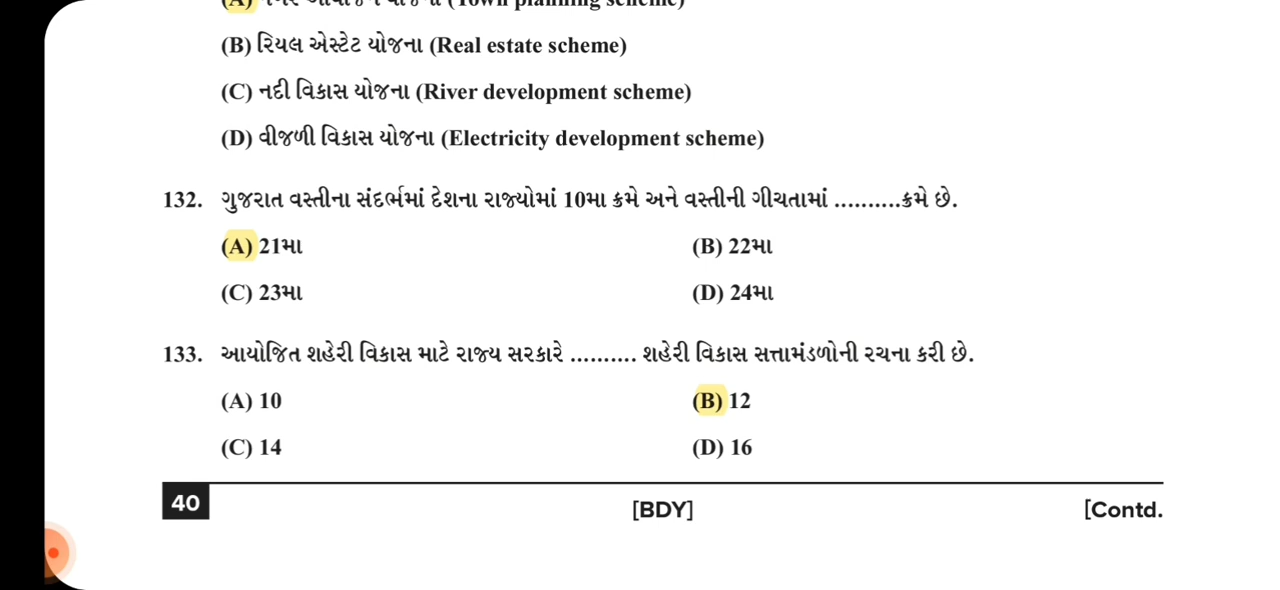 (B) રિયલ એસ્ટેટ યોજના (Real estate scheme)
(C) નદી વિકાસ યોજના (River development scheme)
(D) વીજળી વિકાસ યોજના (Electricity development scheme)
132. ગુજરાત વસ્તીના સંદર્ભમાં દેશના રાજ્યોમાં 10મા ક્રમે અને વસ્તીની ગીચતામાં ..........ક્રમે છે.
(A) 21મા (B) 22મા
(C) 23મા (D) 24મા
133. આયોજિત શહેરી વિકાસ માટે રાજ્ય સરકારે .......... શહેરી વિકાસ સત્તામંડળોની રચના કરી છે.
(A) 10 (B) 12
(C) 14 (D) 16
40 [BDY] [Contd.